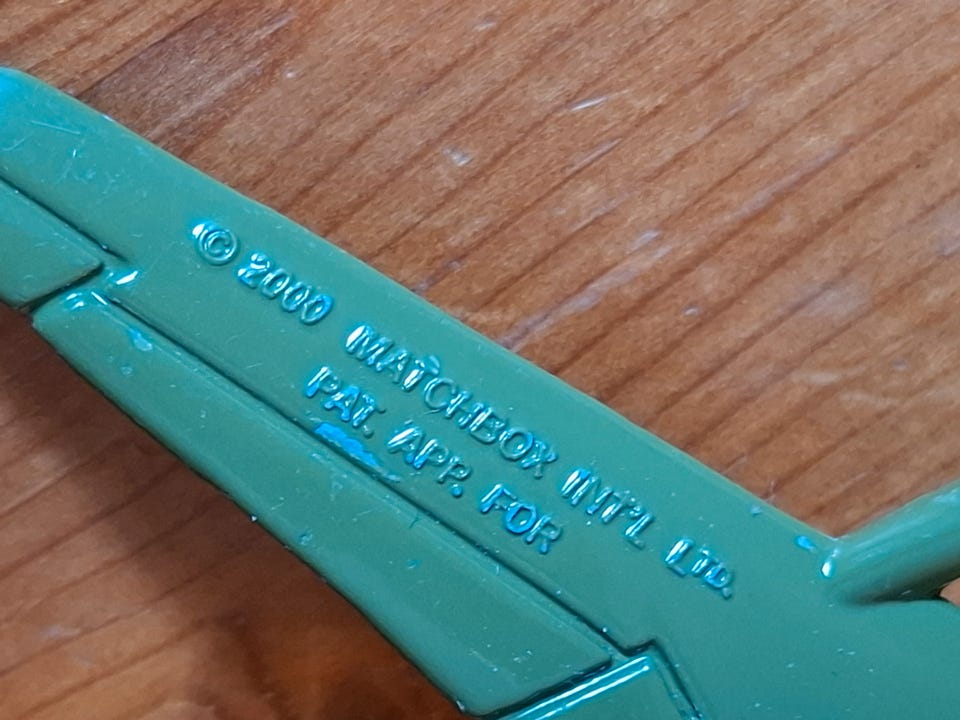 © 2000 MATCHBOX INT'L LTD.
PAT. APP. FOR